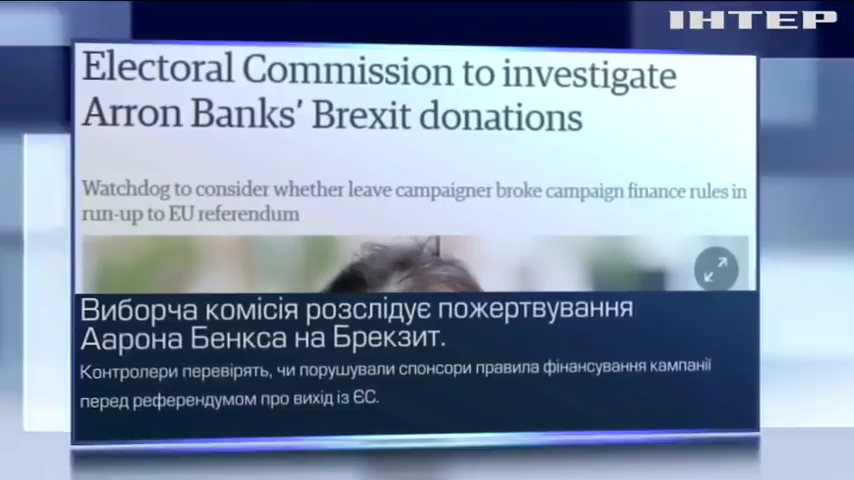 ІНТЕР
Electoral Commission to investigate
Arron Banks' Brexit donations
Watchdog to consider whether leave campaigner broke campaign finance rules in
run-up to EU referendum
Виборча комісія розслідує пожертвування
Аарона Бенкса на Брекзит.
Контролери перевірять, чи порушували спонсори правила фінансування кампанії
перед референдумом про вихід із ЄС.